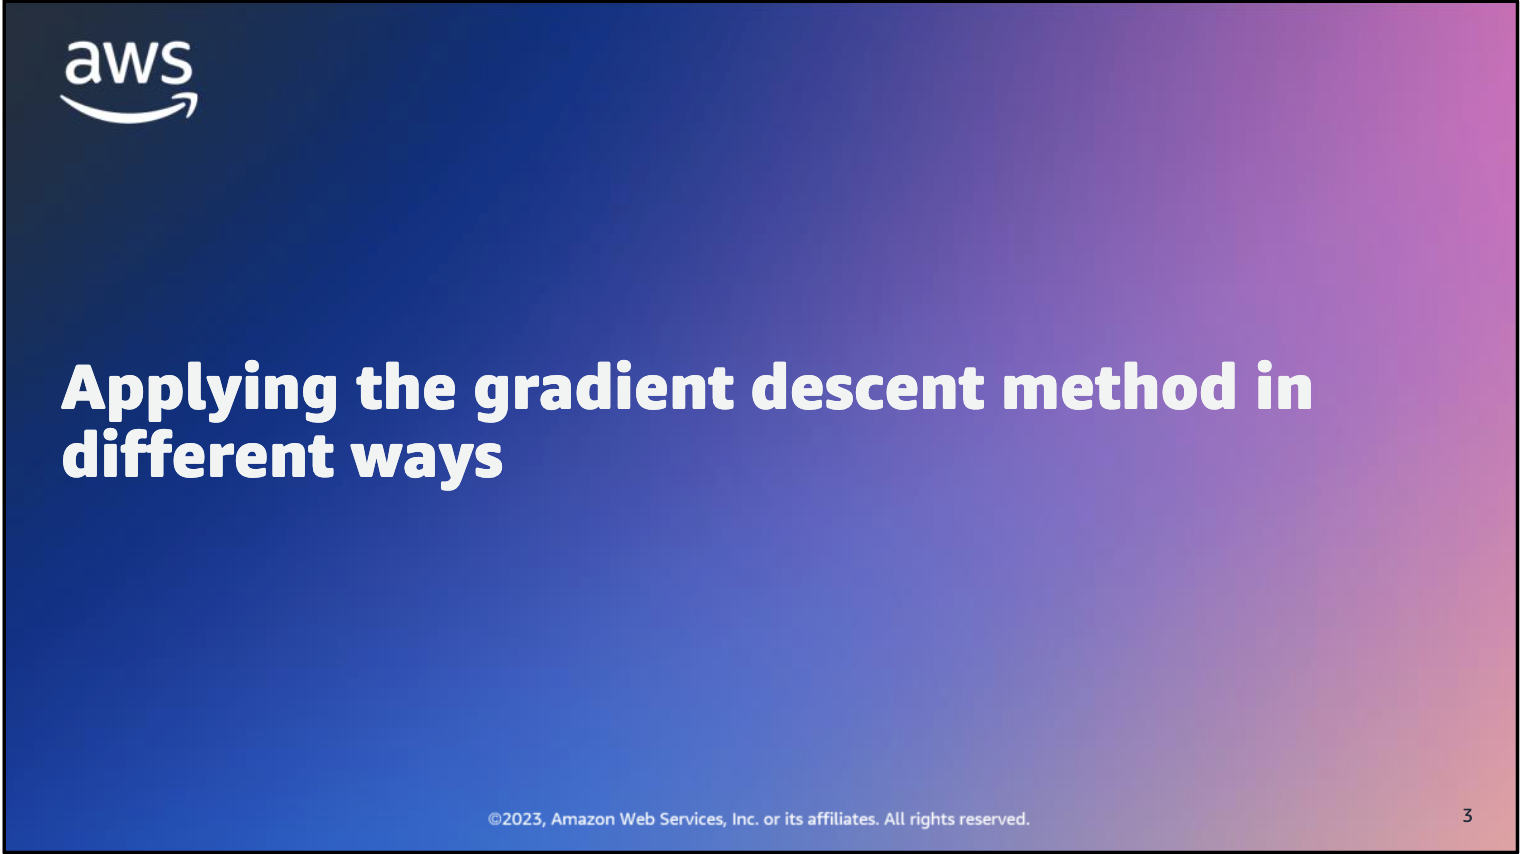 aws
Applying the gradient descent method in
different ways
©2023, Amazon Web Services, Inc. or its affiliates. All rights reserved.
3